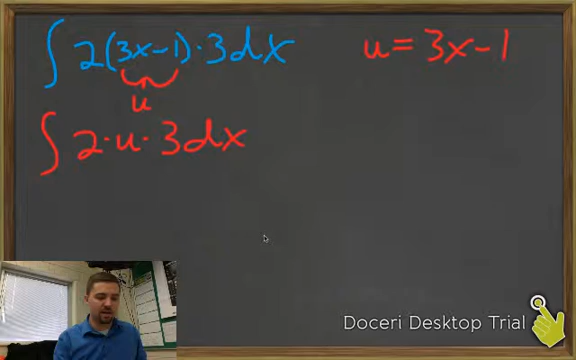 ∫ 2(3x-1)·3dx
u = 3x-1
u
∫ 2·u·3dx
Doceri Desktop Trial